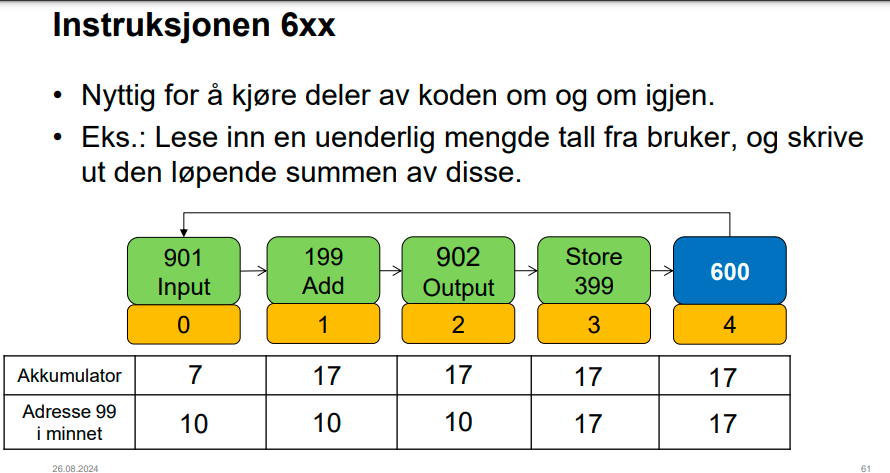 Instruksjonen 6xx
• Nyttig for å kjøre deler av koden om og om igjen.
• Eks.: Lese inn en uenderlig mengde tall fra bruker, og skrive
ut den løpende summen av disse.
901
Input
199
Add
902
Output
Store
399
600
0
1
2
3
4
Akkumulator 7 17 17 17 17
Adresse 99
i minnet 10 10 10 17 17
26.08.2024
61